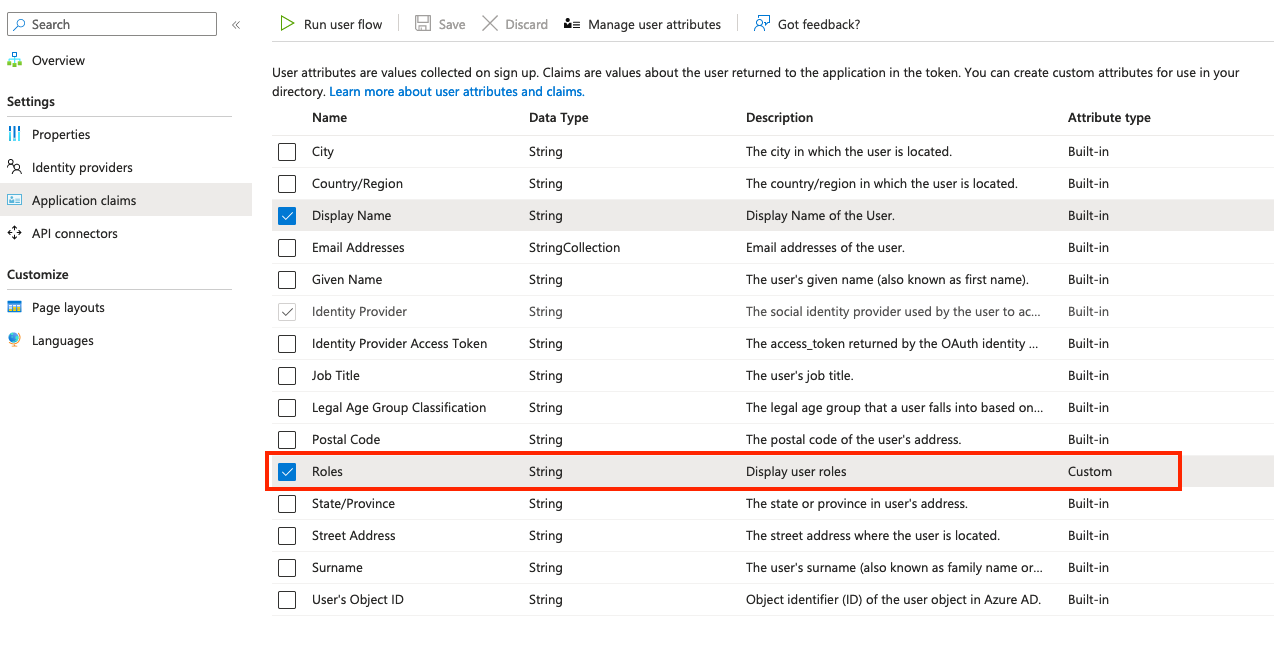 Search
«
Overview
Settings
Properties
Identity providers
Application claims
API connectors
Customize
Page layouts
Languages
Run user flow Save Discard Manage user attributes Got feedback?
User attributes are values collected on sign up. Claims are values about the user returned to the application in the token. You can create custom attributes for use in your
directory. Learn more about user attributes and claims.
Name Data Type Description Attribute type
City String The city in which the user is located. Built-in
Country/Region String The country/region in which the user is located. Built-in
Display Name String Display Name of the User. Built-in
Email Addresses StringCollection Email addresses of the user. Built-in
Given Name String The user's given name (also known as first name). Built-in
Identity Provider String The social identity provider used by the user to ac... Built-in
Identity Provider Access Token String The access_token returned by the OAuth identity ... Built-in
Job Title String The user's job title. Built-in
Legal Age Group Classification String The legal age group that a user falls into based on... Built-in
Postal Code String The postal code of the user's address. Built-in
Roles String Display user roles Custom
State/Province String The state or province in user's address. Built-in
Street Address String The street address where the user is located. Built-in
Surname String The user's surname (also known as family name or... Built-in
User's Object ID String Object identifier (ID) of the user object in Azure AD. Built-in